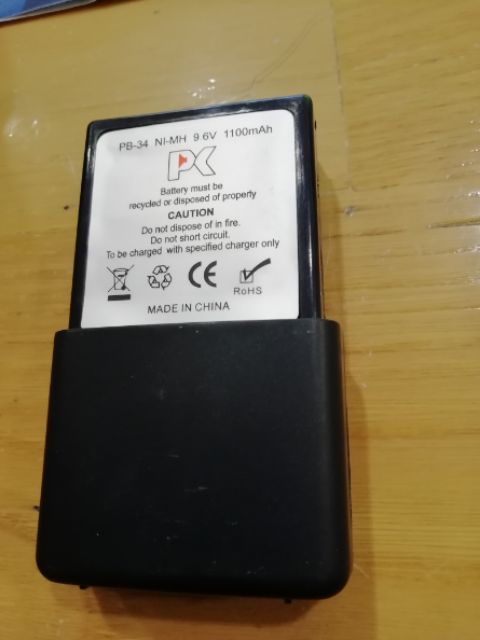 PB-34 NI-MH 9.6V 1100mAh
PX
Battery must be
recycled or disposed of property
CAUTION
Do not dispose of in fire.
Do not short circuit.
To be charged with specified charger only
CE
RoHS
MADE IN CHINA